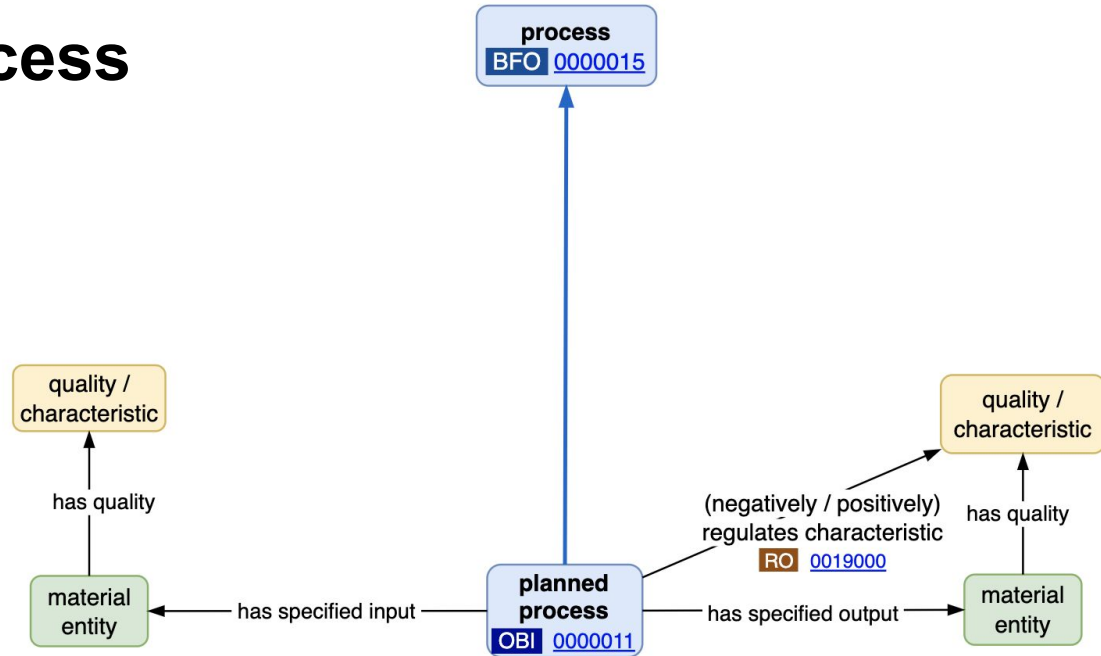 cess
process
BFO 0000015
quality /
characteristic
quality /
characteristic
has quality
(negatively / positively)
regulates characteristic
RO 0019000
has quality
material
entity
has specified input
planned
process
OBI 0000011
has specified output
material
entity